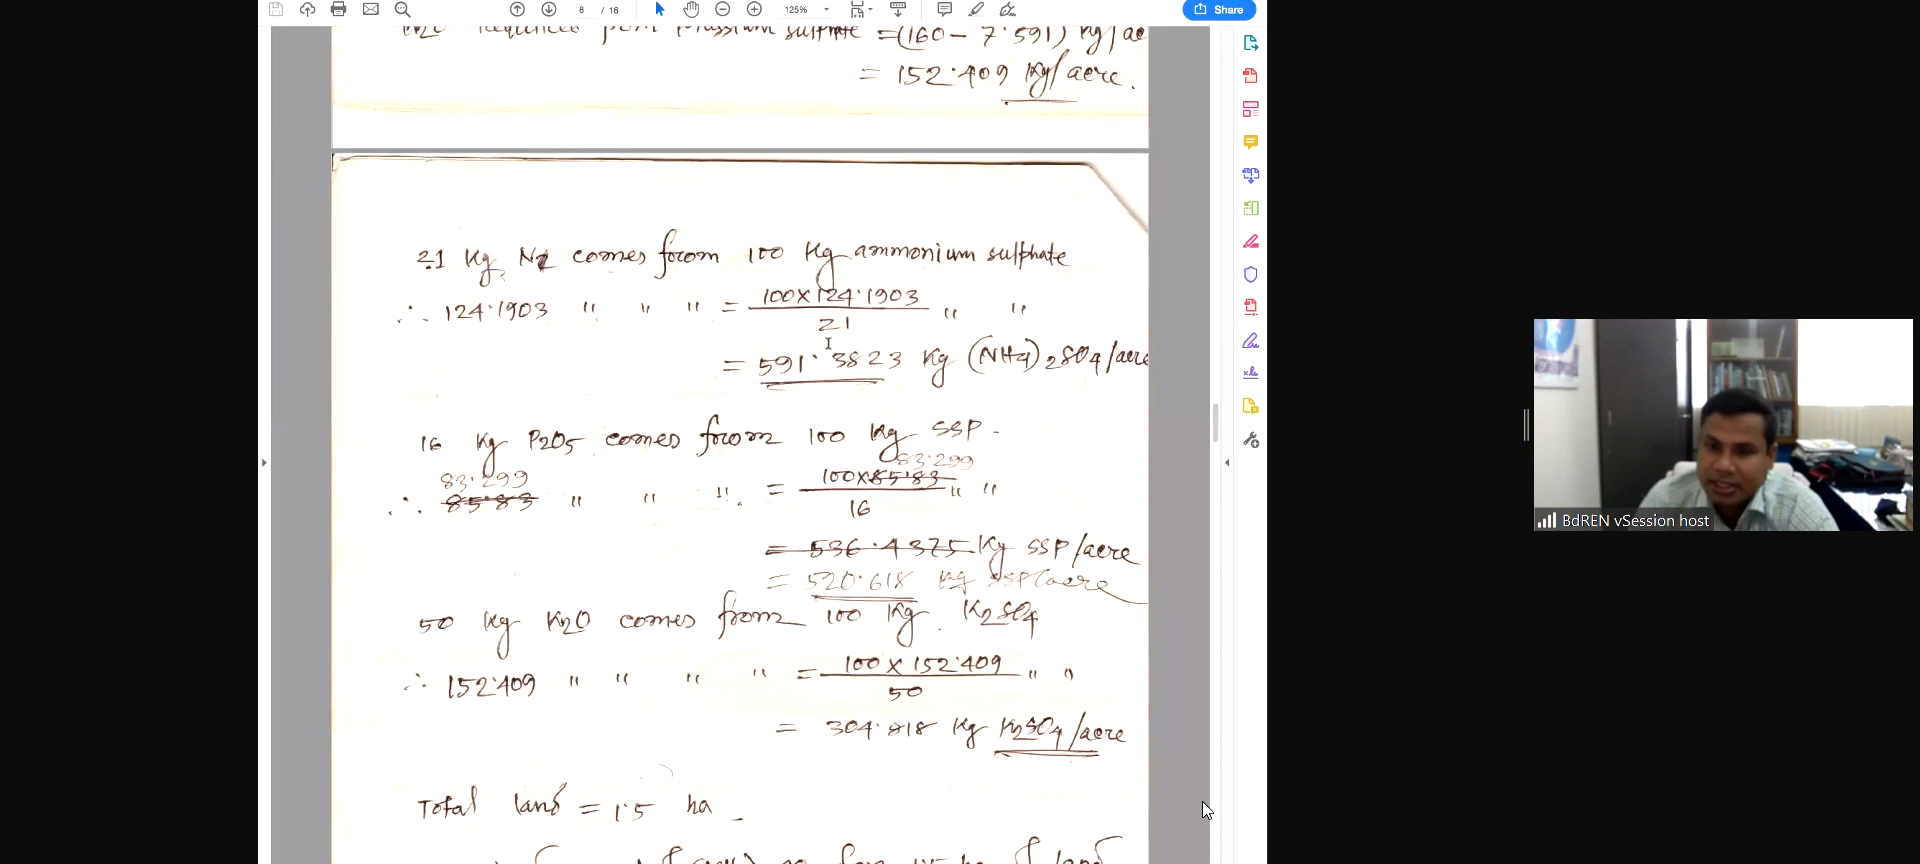 8 / 16
125%
Share
= (160 - 7.591) kg/ac
= 152.409 Kg/acre.
21 Kg N2 comes from 100 Kg ammonium sulphate
∴ 124.1903 " " " = 100×124.1903 / 21 " "
= 591.3823 Kg (NH4)2SO4/acre
16 Kg P2O5 comes from 100 Kg SSP -
83.299 83.299
∴ 85.83 " " " = 100×85.83 / 16 " "
= 536.4375 Kg SSP/acre
= 520.618 kg SSP/acre
50 Kg K2O comes from 100 Kg K2SO4
∴ 152.409 " " " " = 100 × 152.409 / 50 " "
= 304.818 Kg K2SO4/acre
Total land = 1.5 ha
BdREN vSession host